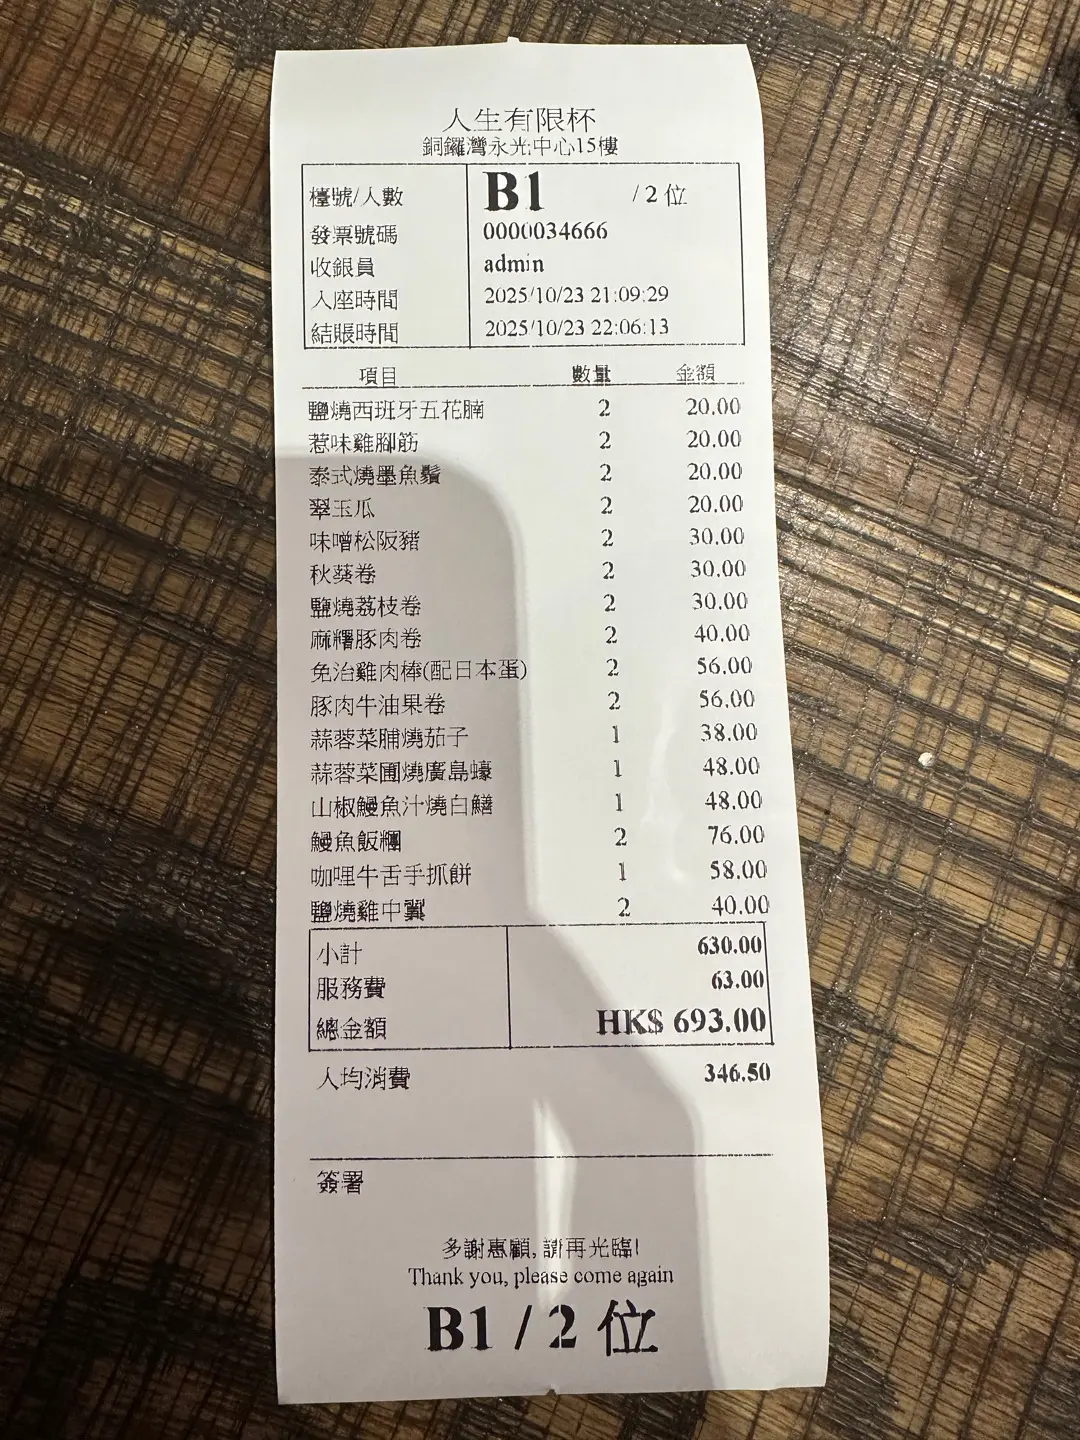 人生有限杯
銅鑼灣永光中心15樓
檯號/人數 B1 / 2 位
發票號碼 0000034666
收銀員 admin
入座時間 2025/10/23 21:09:29
結賬時間 2025/10/23 22:06:13
項目 數量 金額
鹽燒西班牙五花腩 2 20.00
惹味雞腳筋 2 20.00
泰式燒墨魚鬚 2 20.00
翠玉瓜 2 20.00
味噌松阪豬 2 30.00
秋葵卷 2 30.00
鹽燒荔枝卷 2 30.00
麻糬豚肉卷 2 40.00
免治雞肉棒(配日本蛋) 2 56.00
豚肉牛油果卷 2 56.00
蒜蓉菜脯燒茄子 1 38.00
蒜蓉菜圃燒廣島蠔 1 48.00
山椒鰻魚汁燒白鱔 1 48.00
鰻魚飯糰 2 76.00
咖哩牛舌手抓餅 1 58.00
鹽燒雞中翼 2 40.00
小計 630.00
服務費 63.00
總金額 HK$ 693.00
人均消費 346.50
簽署
多謝惠顧, 請再光臨!
Thank you, please come again
B1 / 2 位